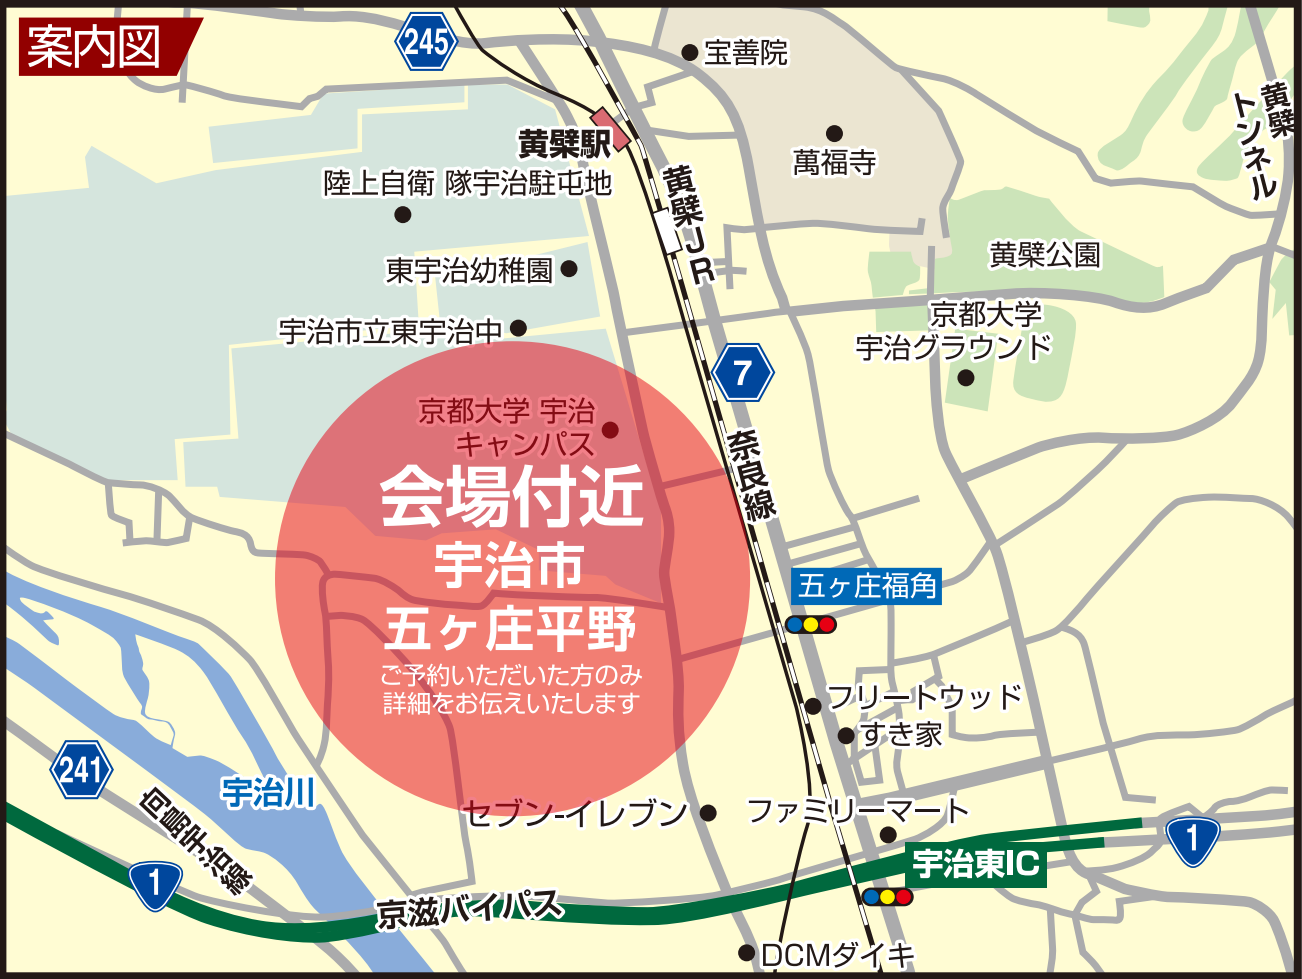 案内図
245
宝善院
黄檗
トンネル
黄檗駅
萬福寺
陸上自衛 隊宇治駐屯地
黄檗JR
黄檗公園
東宇治幼稚園
京都大学
宇治グラウンド
宇治市立東宇治中
7
京都大学 宇治
キャンパス
奈良線
会場付近
宇治市
五ヶ庄平野
ご予約いただいた方のみ
詳細をお伝えいたします
五ヶ庄福角
フリートウッド
すき家
241
宇治川
向島宇治線
セブン-イレブン
ファミリーマート
1
宇治東IC
1
京滋バイパス
DCMダイキ